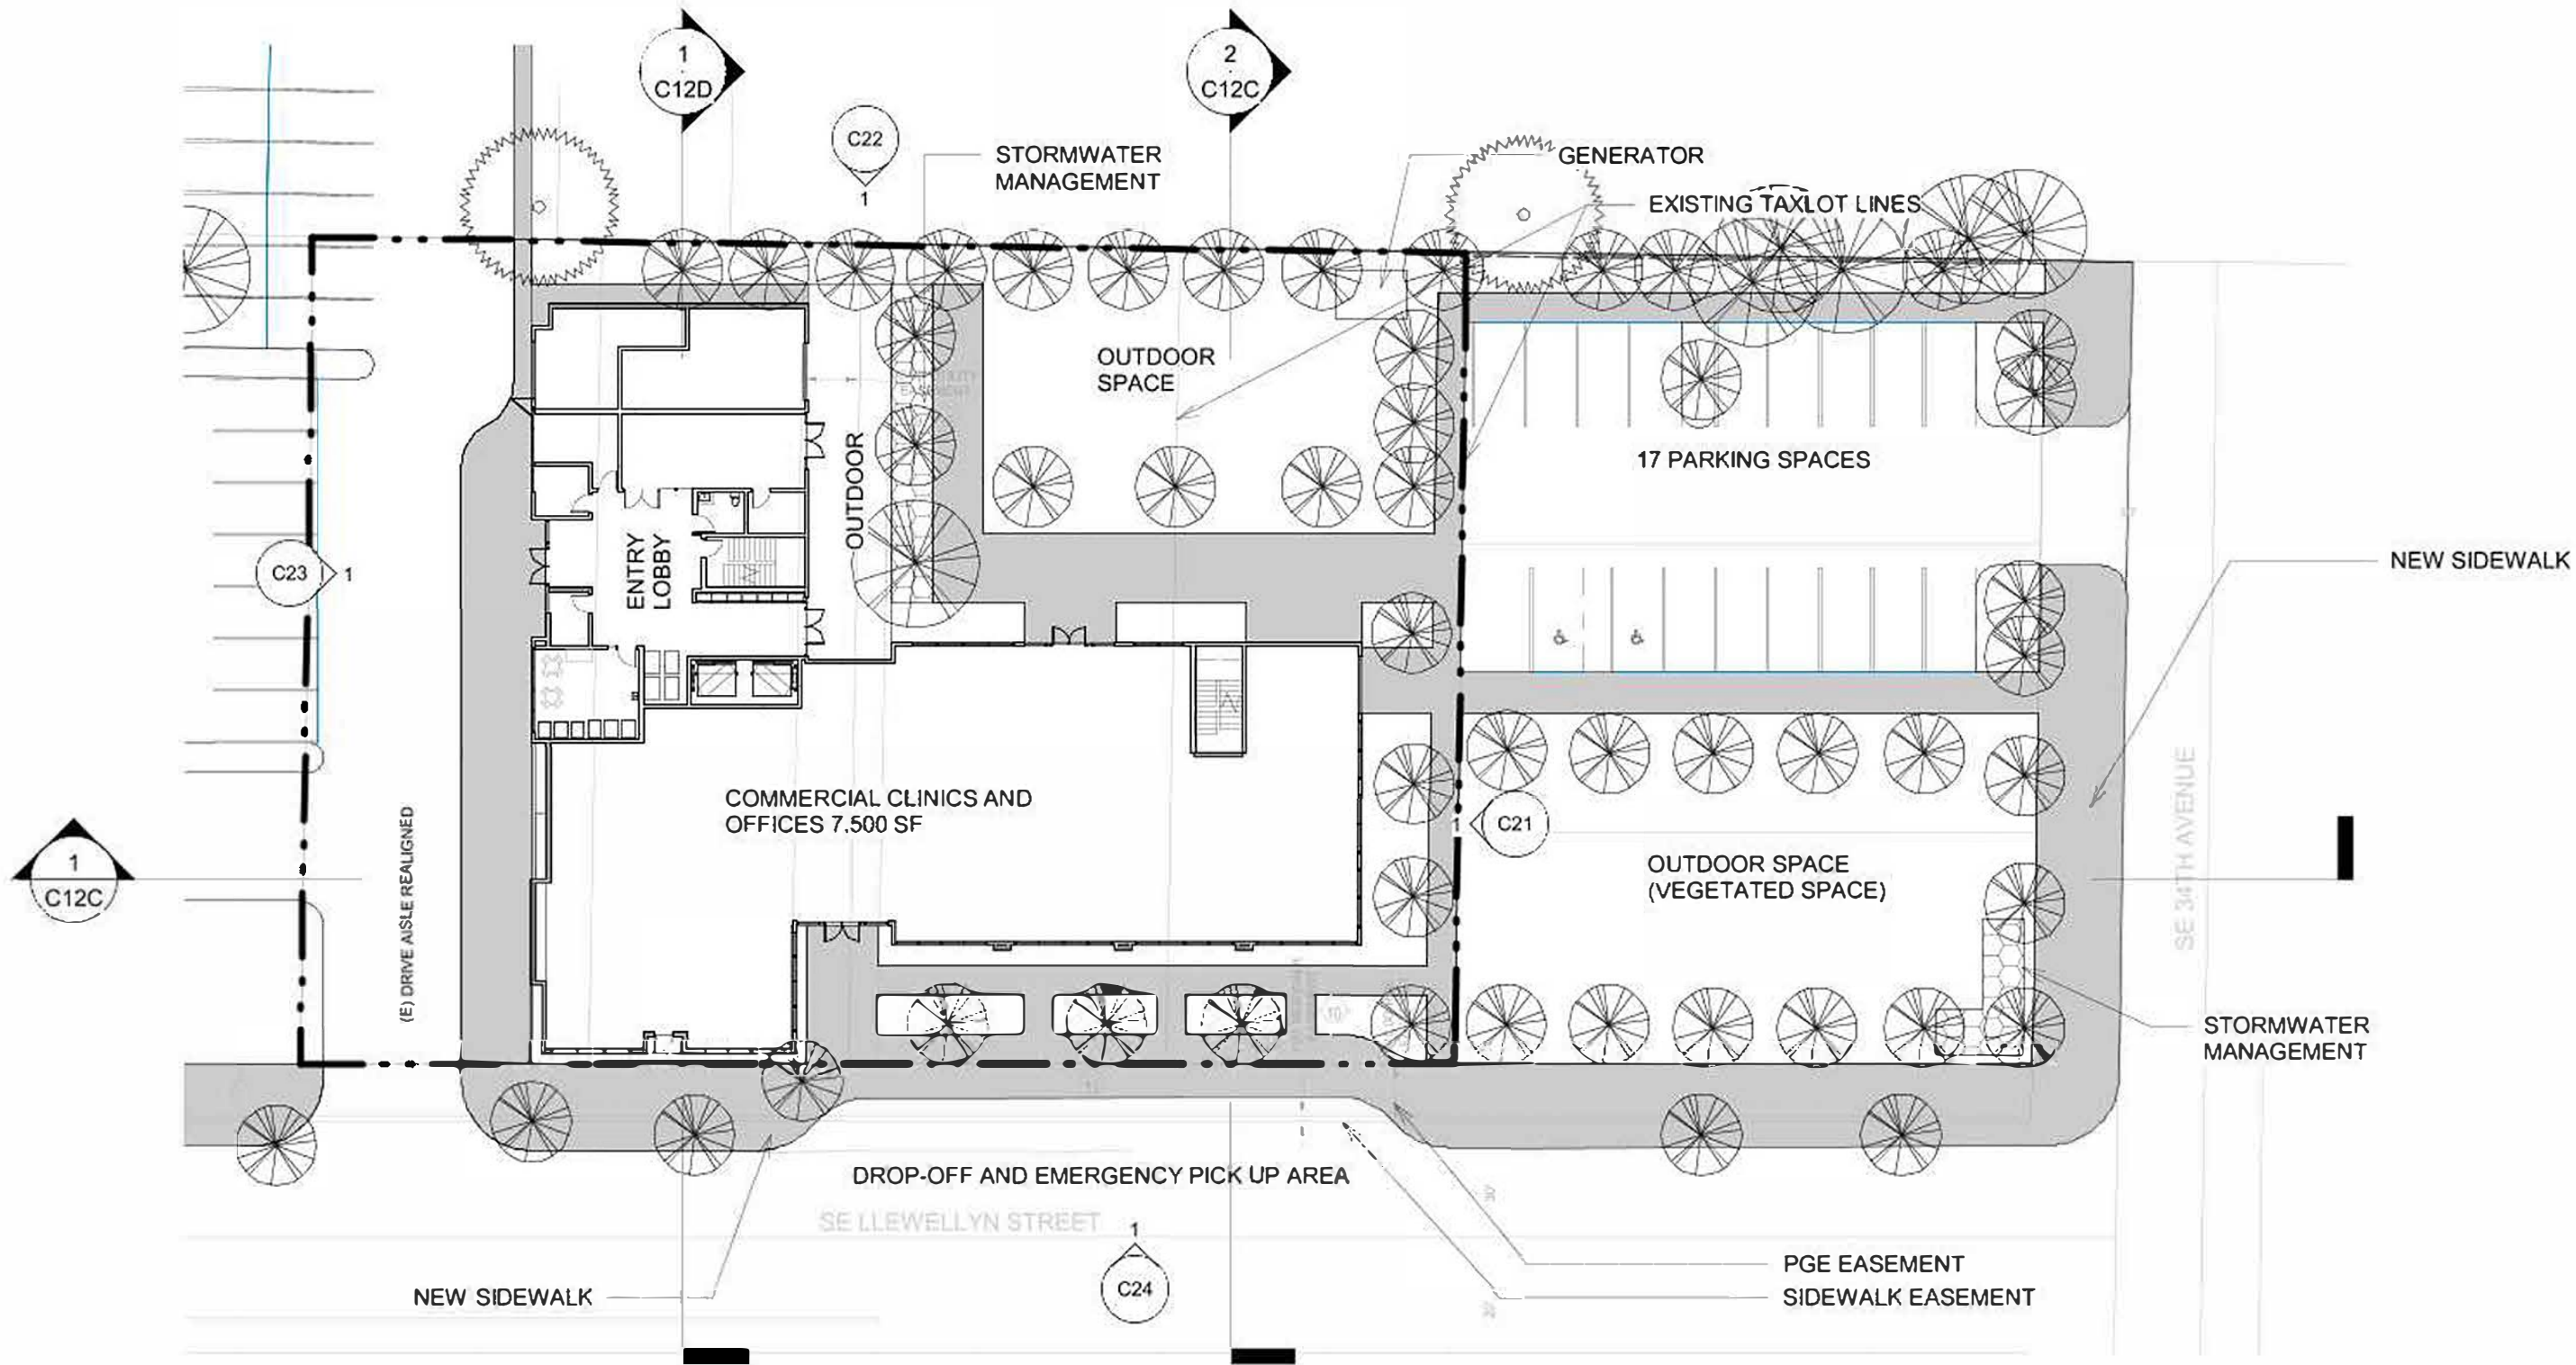 1
C12D
2
C12C
C22
1
STORMWATER
MANAGEMENT
GENERATOR
EXISTING TAXLOT LINES
OUTDOOR
SPACE
OUTDOOR
EASEMENT
17 PARKING SPACES
NEW SIDEWALK
ENTRY
LOBBY
C23
1
COMMERCIAL CLINICS AND
OFFICES 7,500 SF
1
C21
OUTDOOR SPACE
(VEGETATED SPACE)
1
C12C
(E) DRIVE AISLE REALIGNED
SE 34TH AVENUE
STORMWATER
MANAGEMENT
DROP-OFF AND EMERGENCY PICK UP AREA
SE LLEWELLYN STREET
1
C24
30'
20'
PGE EASEMENT
SIDEWALK EASEMENT
NEW SIDEWALK